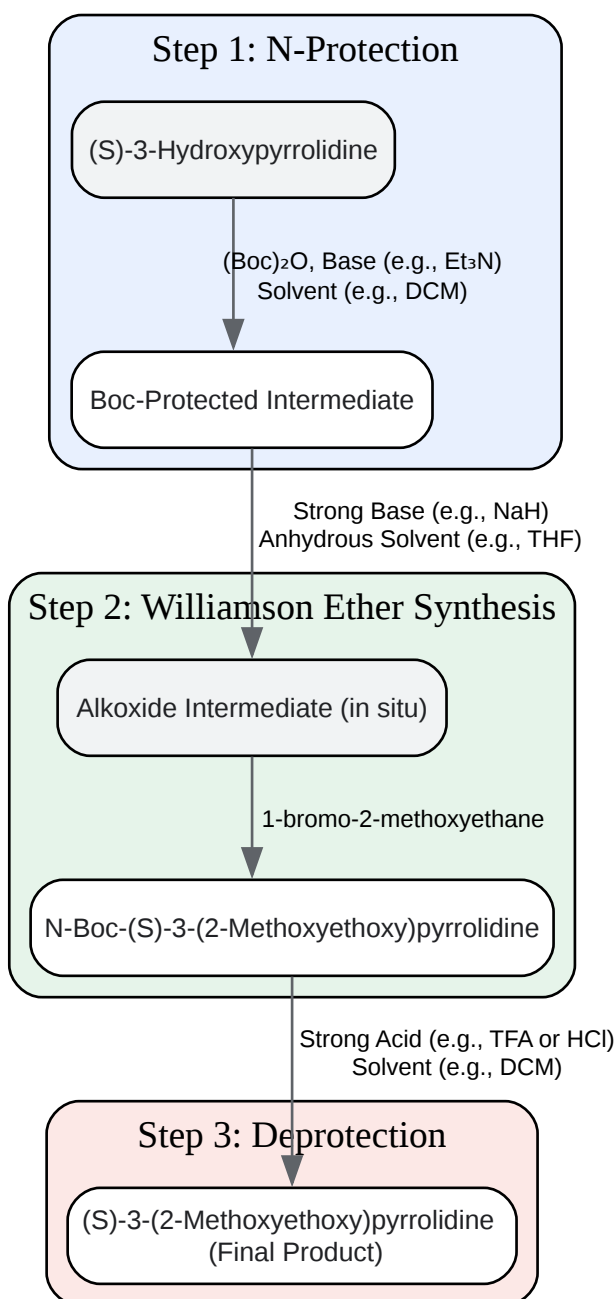 Step 1: N-Protection
(S)-3-Hydroxypyrrolidine
(Boc)₂O, Base (e.g., Et₃N)
Solvent (e.g., DCM)
Boc-Protected Intermediate
Strong Base (e.g., NaH)
Anhydrous Solvent (e.g., THF)
Step 2: Williamson Ether Synthesis
Alkoxide Intermediate (in situ)
1-bromo-2-methoxyethane
N-Boc-(S)-3-(2-Methoxyethoxy)pyrrolidine
Strong Acid (e.g., TFA or HCl)
Solvent (e.g., DCM)
Step 3: Deprotection
(S)-3-(2-Methoxyethoxy)pyrrolidine
(Final Product)